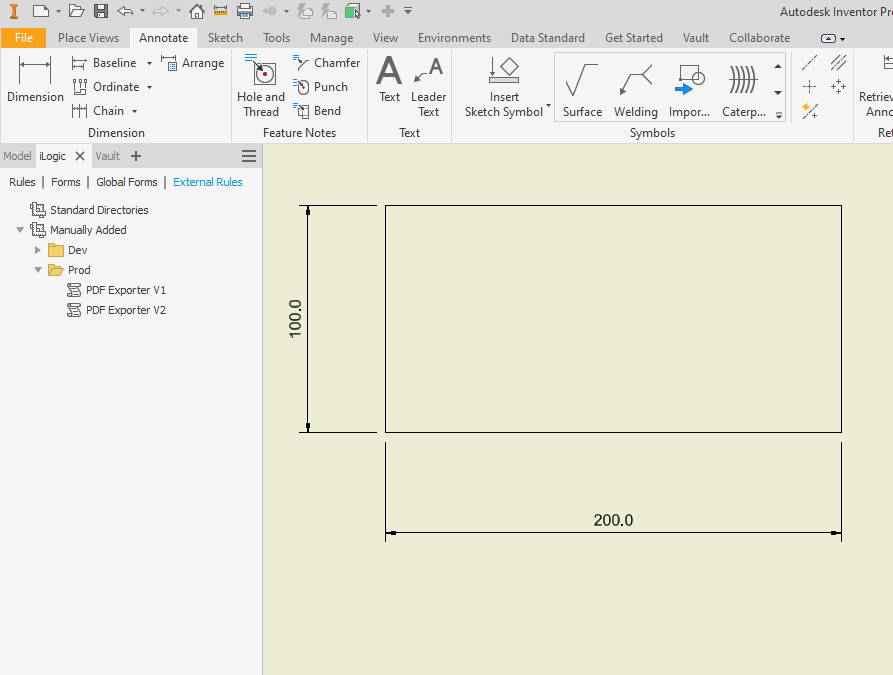 Autodesk Inventor Pr
File Place Views Annotate Sketch Tools Manage View Environments Data Standard Get Started Vault Collaborate
Dimension
Baseline
Ordinate
Chain
Arrange
Dimension
Hole and
Thread
Chamfer
Punch
Bend
Feature Notes
Text
Leader
Text
Text
Insert
Sketch Symbol
Surface
Welding
Impor...
Caterp...
Symbols
Retriev
Anno
Ret
Model iLogic Vault
Rules | Forms | Global Forms | External Rules
Standard Directories
Manually Added
Dev
Prod
PDF Exporter V1
PDF Exporter V2
100.0
200.0